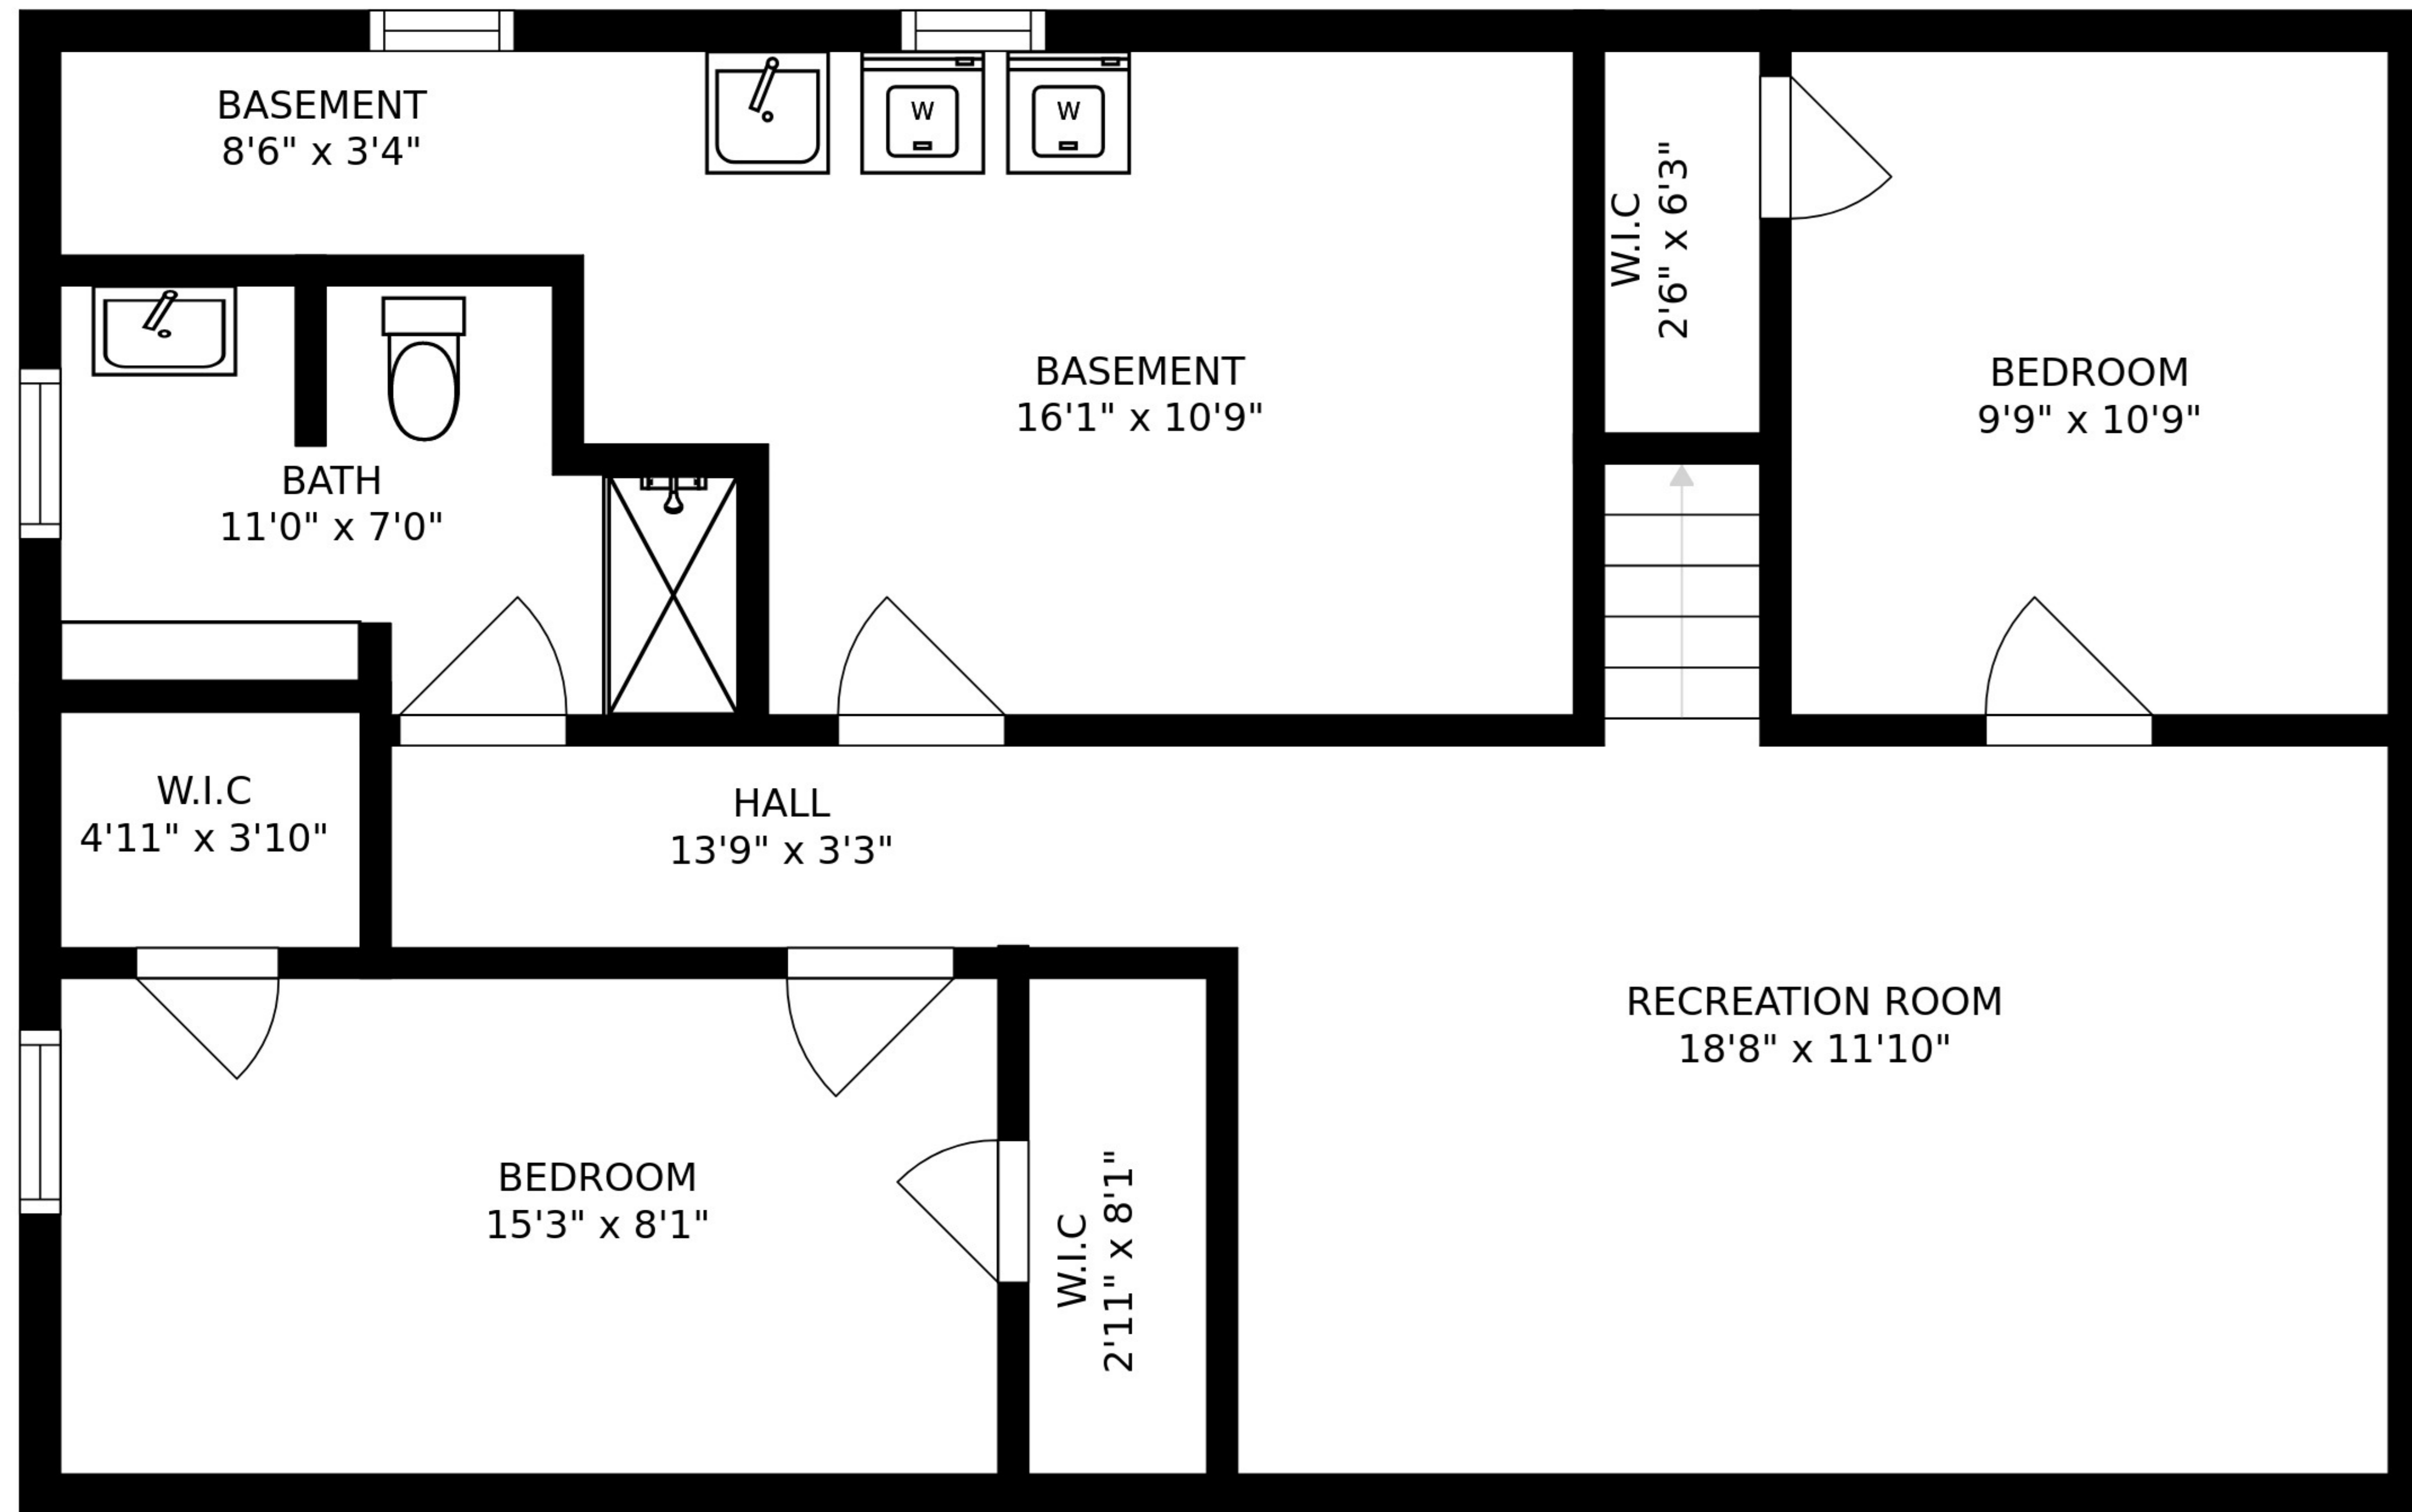 BASEMENT
8'6" x 3'4"
W
W
W.I.C
2'6" x 6'3"
BASEMENT
16'1" x 10'9"
BEDROOM
9'9" x 10'9"
BATH
11'0" x 7'0"
W.I.C
4'11" x 3'10"
HALL
13'9" x 3'3"
RECREATION ROOM
18'8" x 11'10"
BEDROOM
15'3" x 8'1"
W.I.C
2'11" x 8'1"